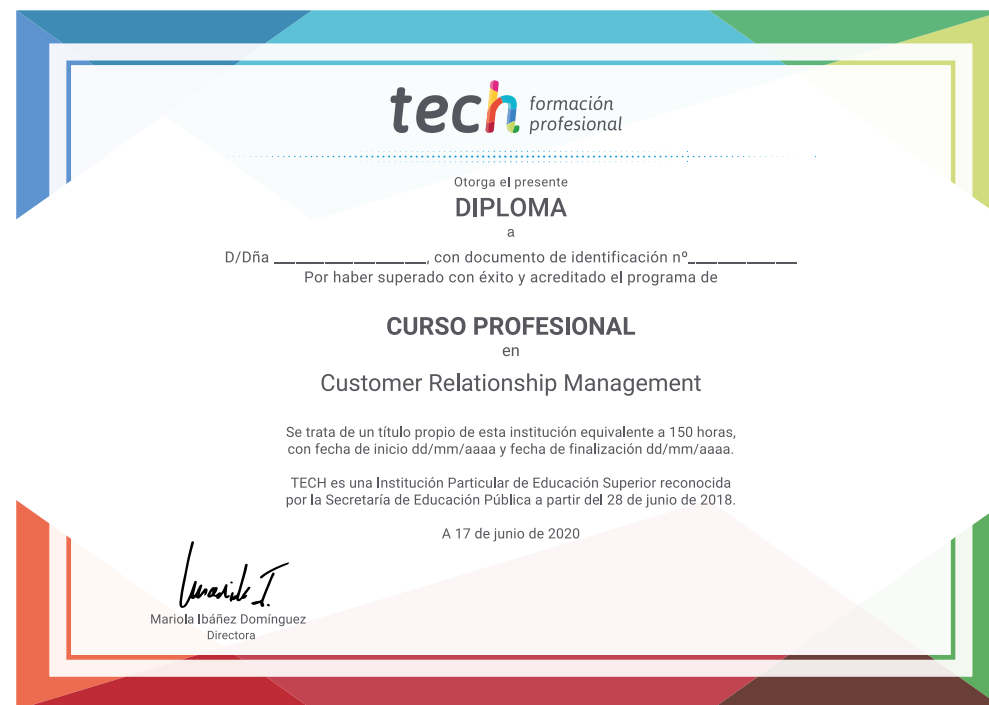 tech formación
profesional
Otorga el presente
DIPLOMA
a
D/Dña ____________________, con documento de identificación nº_____________
Por haber superado con éxito y acreditado el programa de
CURSO PROFESIONAL
en
Customer Relationship Management
Se trata de un título propio de esta institución equivalente a 150 horas,
con fecha de inicio dd/mm/aaaa y fecha de finalización dd/mm/aaaa.
TECH es una Institución Particular de Educación Superior reconocida
por la Secretaría de Educación Pública a partir del 28 de junio de 2018.
A 17 de junio de 2020
Mariola Ibáñez Domínguez
Directora